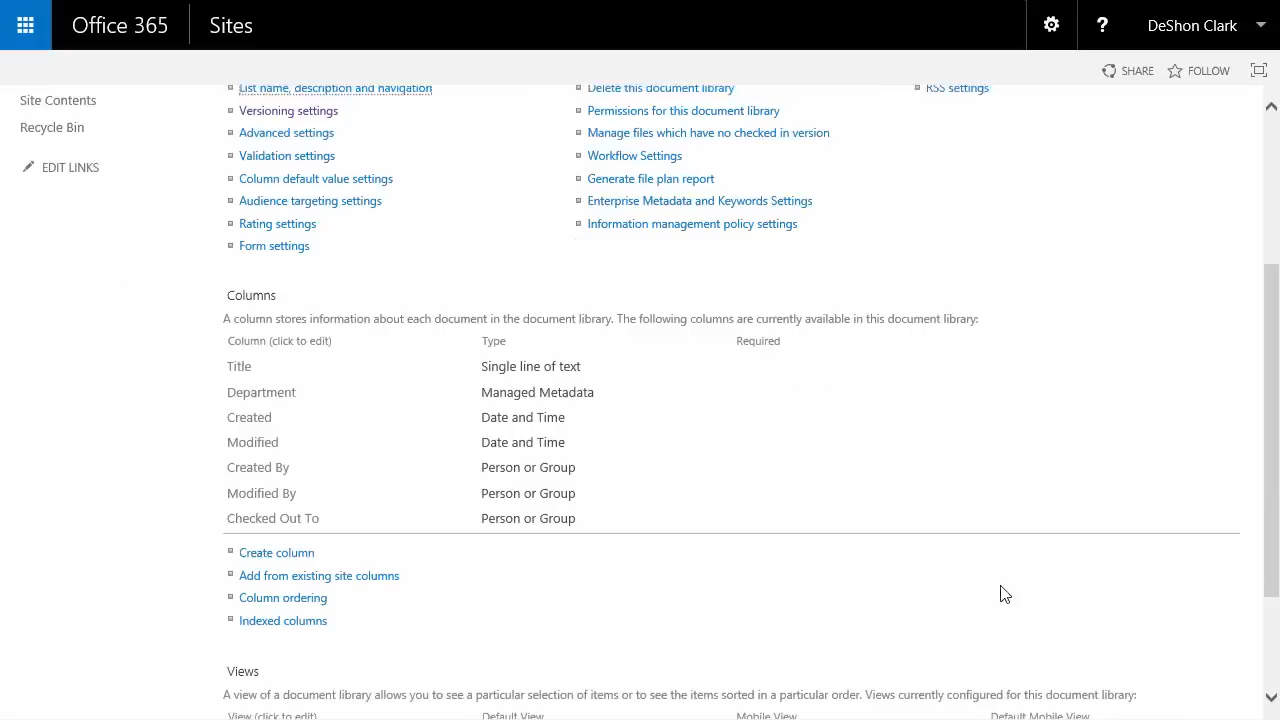 Office 365 Sites ? DeShon Clark
SHARE FOLLOW
Site Contents
Recycle Bin
EDIT LINKS
List name, description and navigation Delete this document library RSS settings
Versioning settings Permissions for this document library
Advanced settings Manage files which have no checked in version
Validation settings Workflow Settings
Column default value settings Generate file plan report
Audience targeting settings Enterprise Metadata and Keywords Settings
Rating settings Information management policy settings
Form settings
Columns
A column stores information about each document in the document library. The following columns are currently available in this document library:
Column (click to edit) Type Required
Title Single line of text
Department Managed Metadata
Created Date and Time
Modified Date and Time
Created By Person or Group
Modified By Person or Group
Checked Out To Person or Group
Create column
Add from existing site columns
Column ordering
Indexed columns
Views
A view of a document library allows you to see a particular selection of items or to see the items sorted in a particular order. Views currently configured for this document library:
View (click to edit) Default View Mobile View Default Mobile View